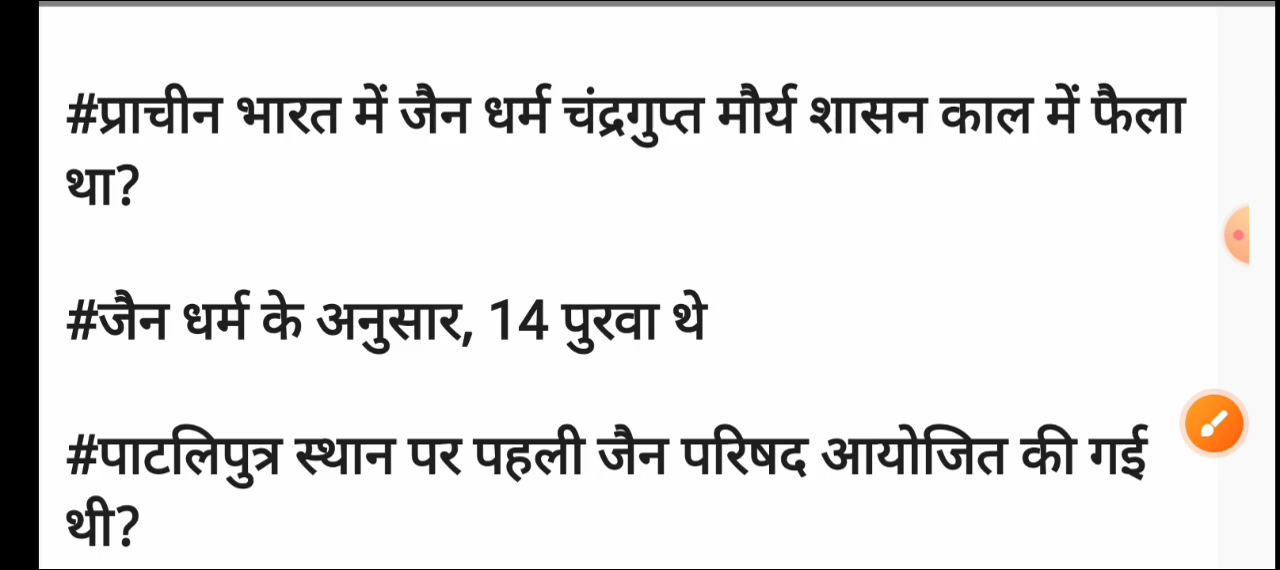 #प्राचीन भारत में जैन धर्म चंद्रगुप्त मौर्य शासन काल में फैला
था?
#जैन धर्म के अनुसार, 14 पुरवा थे
#पाटलिपुत्र स्थान पर पहली जैन परिषद आयोजित की गई
थी?